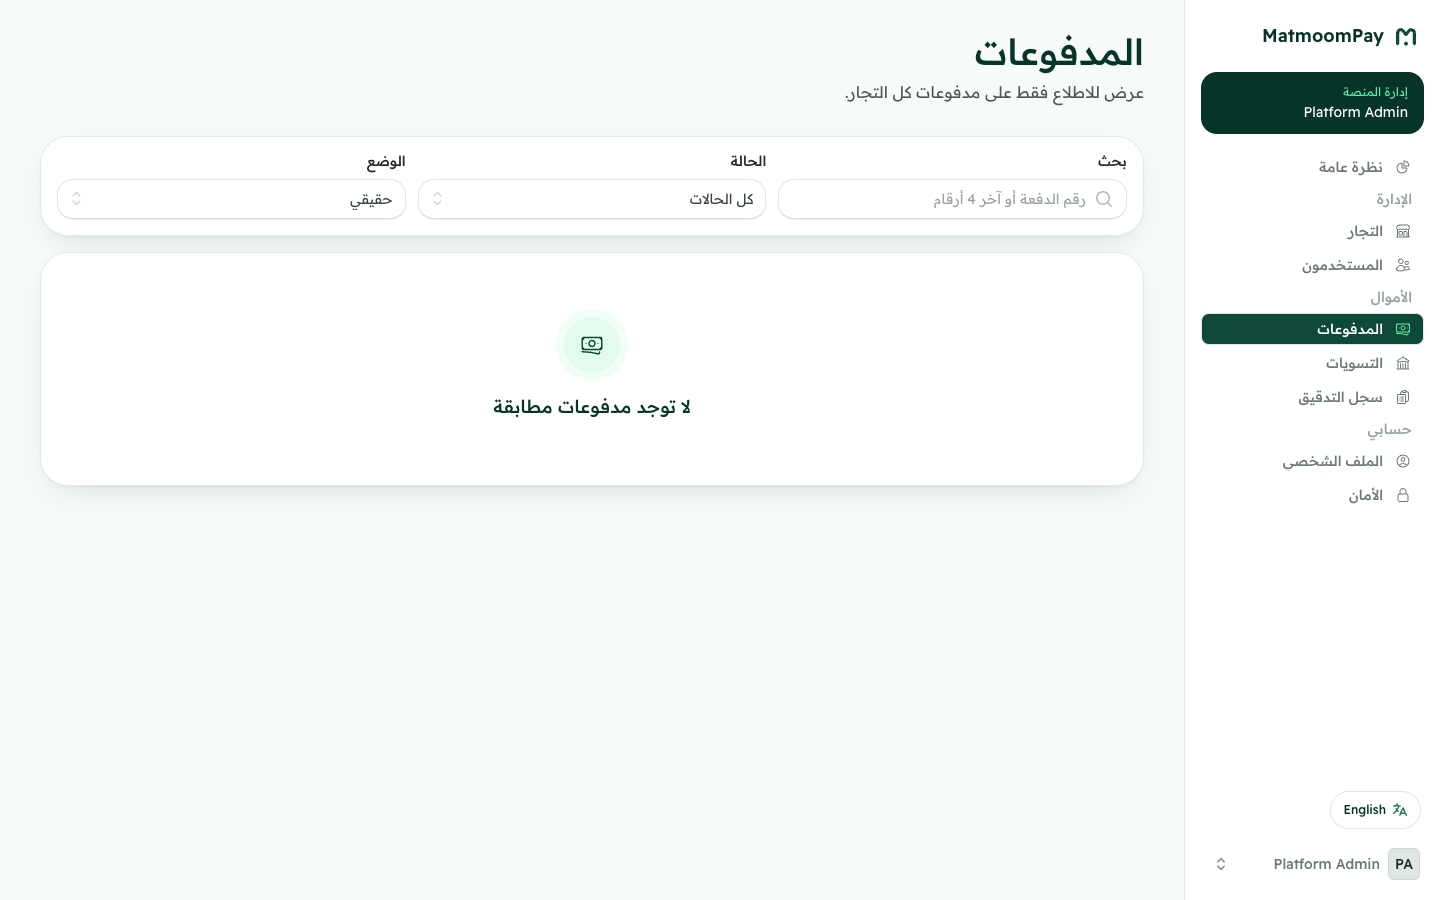 MatmoomPay
إدارة المنصة
Platform Admin
نظرة عامة
الإدارة
التجار
المستخدمون
الأموال
المدفوعات
التسويات
سجل التدقيق
حسابي
الملف الشخصي
الأمان
English
PA Platform Admin
المدفوعات
عرض للاطلاع فقط على مدفوعات كل التجار.
بحث الحالة الوضع
رقم الدفعة أو آخر 4 أرقام كل الحالات حقيقي
لا توجد مدفوعات مطابقة